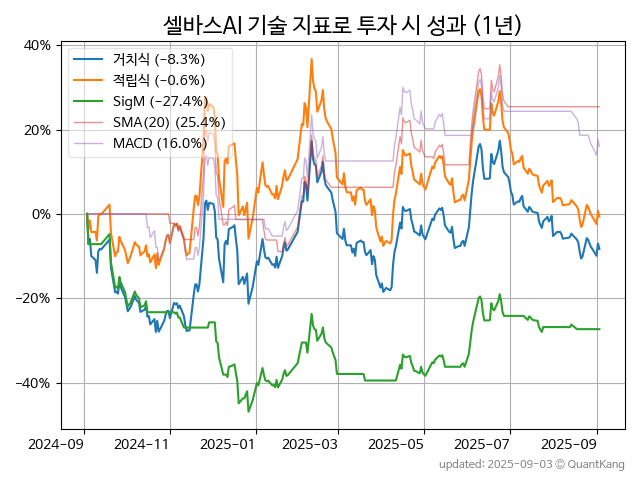 셀바스AI 기술 지표로 투자 시 성과 (1년)
거치식 (−8.3%)
적립식 (−0.6%)
SigM (−27.4%)
SMA(20) (25.4%)
MACD (16.0%)
40%
20%
0%
−20%
−40%
2024−09 2024−11 2025−01 2025−03 2025−05 2025−07 2025−09
updated: 2025−09−03 © QuantKang